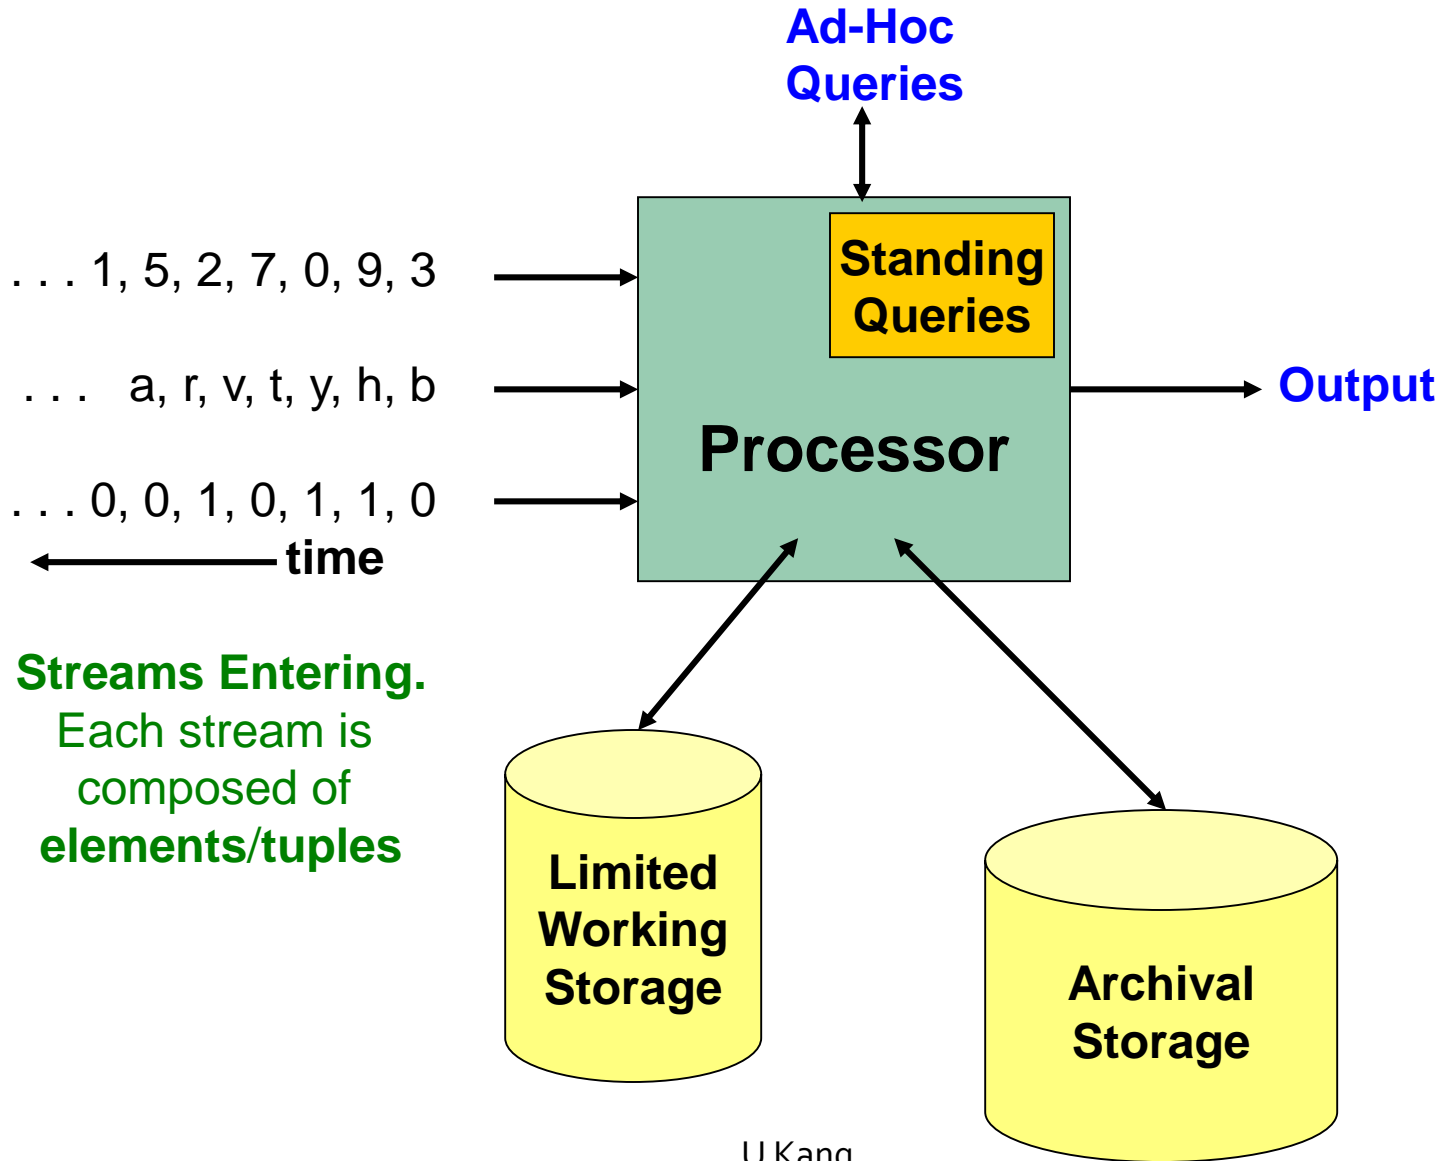 Ad-Hoc
Queries
. . . 1, 5, 2, 7, 0, 9, 3
Standing
Queries
. . . a, r, v, t, y, h, b
Output
Processor
. . . 0, 0, 1, 0, 1, 1, 0
time
Streams Entering.
Each stream is
composed of
elements/tuples
Limited
Working
Storage
Archival
Storage
U Kang